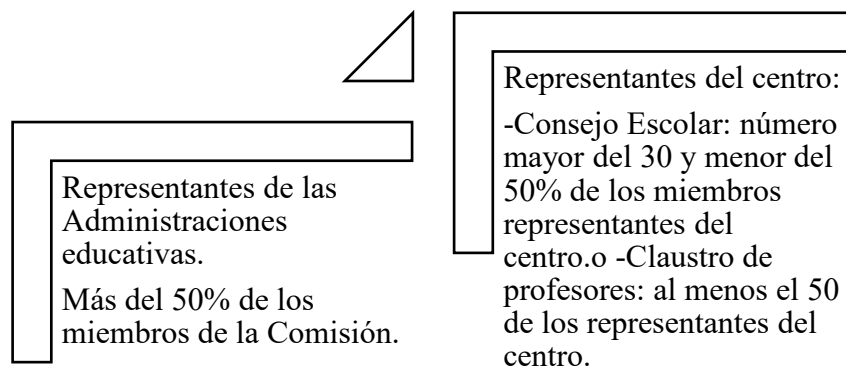 Representantes de las
Administraciones
educativas.
Más del 50% de los
miembros de la Comisión.
Representantes del centro:
-Consejo Escolar: número
mayor del 30 y menor del
50% de los miembros
representantes del
centro.o -Claustro de
profesores: al menos el 50
de los representantes del
centro.